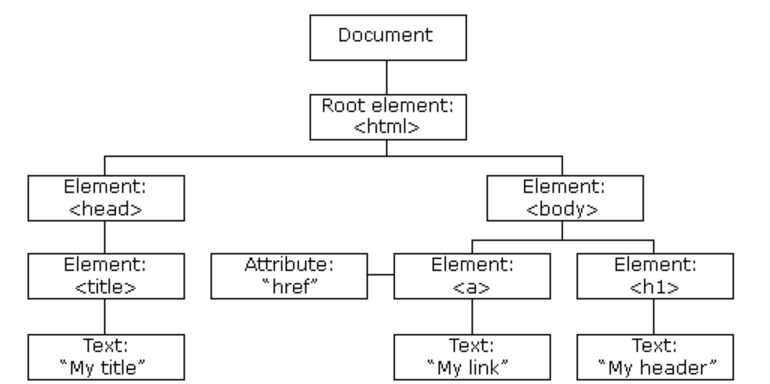 Document
Root element:
<html>
Element:
<head>
Element:
<body>
Element:
<title>
Attribute:
“href”
Element:
<a>
Element:
<h1>
Text:
“My title”
Text:
“My link”
Text:
“My header”